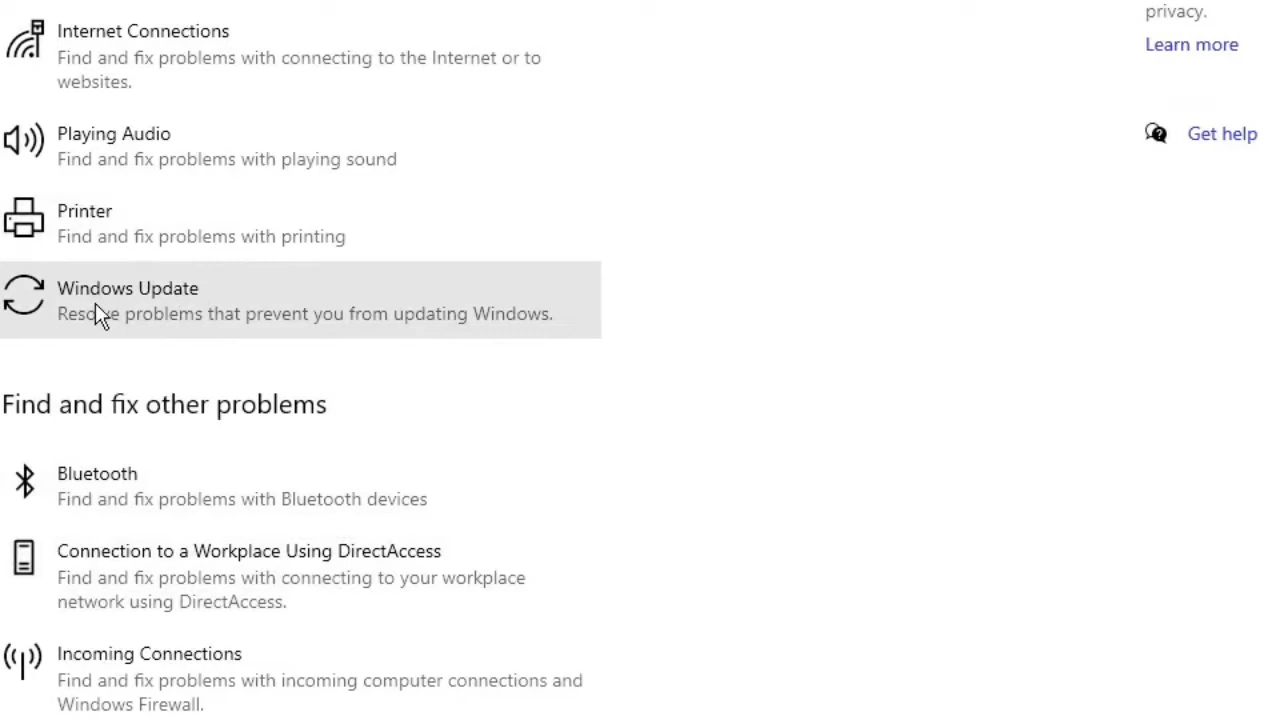 privacy.
Learn more
Get help
Internet Connections
Find and fix problems with connecting to the Internet or to
websites.
Playing Audio
Find and fix problems with playing sound
Printer
Find and fix problems with printing
Windows Update
Resolve problems that prevent you from updating Windows.
Find and fix other problems
Bluetooth
Find and fix problems with Bluetooth devices
Connection to a Workplace Using DirectAccess
Find and fix problems with connecting to your workplace
network using DirectAccess.
Incoming Connections
Find and fix problems with incoming computer connections and
Windows Firewall.